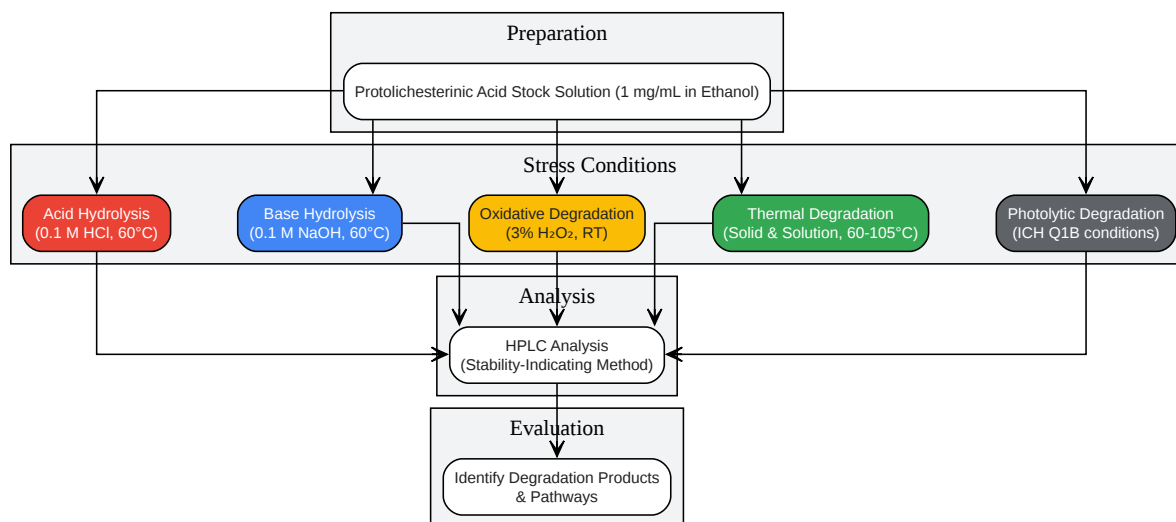 Preparation
Protolichesterinic Acid Stock Solution (1 mg/mL in Ethanol)
Stress Conditions
Acid Hydrolysis
(0.1 M HCl, 60°C)
Base Hydrolysis
(0.1 M NaOH, 60°C)
Oxidative Degradation
(3% H₂O₂, RT)
Thermal Degradation
(Solid & Solution, 60-105°C)
Photolytic Degradation
(ICH Q1B conditions)
Analysis
HPLC Analysis
(Stability-Indicating Method)
Evaluation
Identify Degradation Products
& Pathways